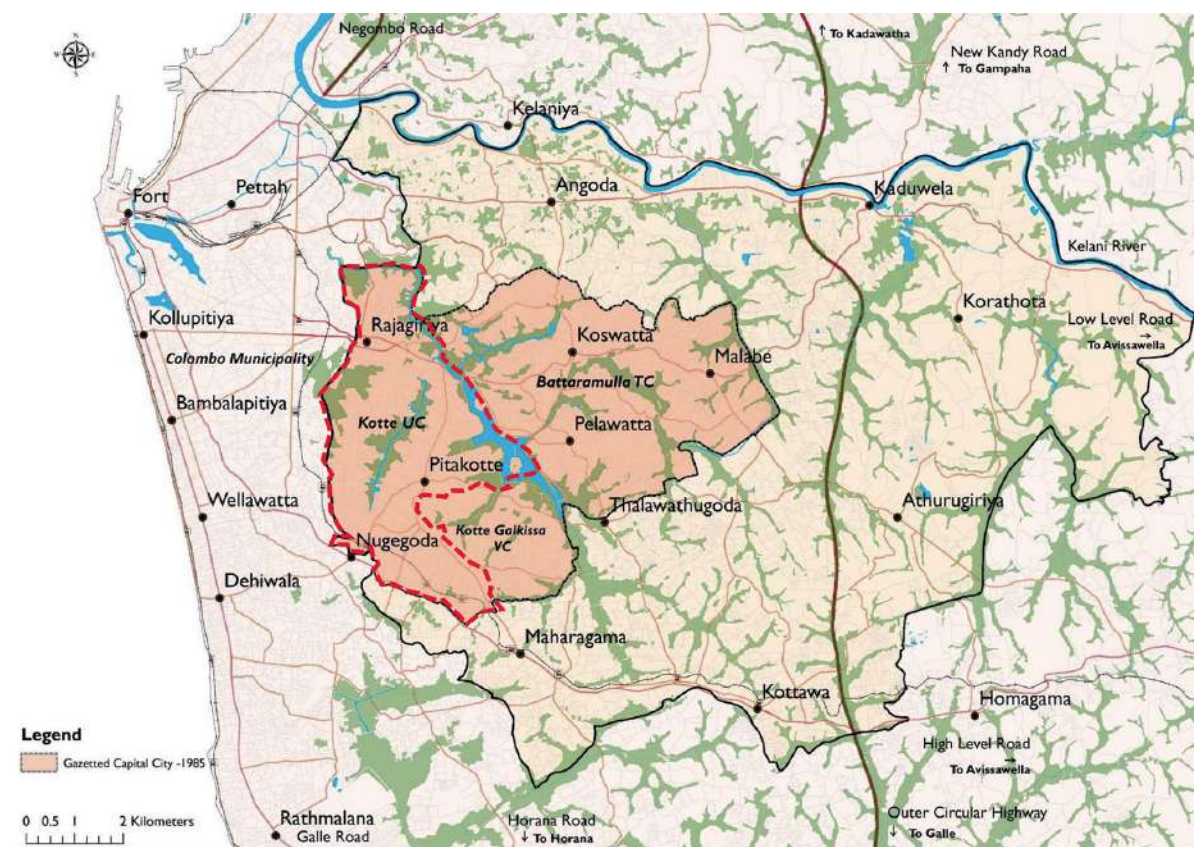 N
W
E
S
Negombo Road
↑ To Kadawatha
New Kandy Road
↑ To Gampaha
Kelaniya
Fort
Pettah
Angoda
Kaduwela
Kelani River
Korathota
Low Level Road
To Avissawella
→
Kollupitiya
Rajagiriya
Koswatta
Malabe
Colombo Municipality
Battaramulla TC
Bambalapitiya
Kotte UC
Pelawatta
Pitakotte
Wellawatta
Kotte Galkissa
VC
Thalawathugoda
Athurugiriya
Nugegoda
Dehiwala
Maharagama
Kottawa
Homagama
High Level Road
→
To Avissawella
Legend
Gazetted Capital City -1985
0 0.5 1 2 Kilometers
Rathmalana
Galle Road
Horana Road
↓ To Horana
Outer Circular Highway
↓ To Galle